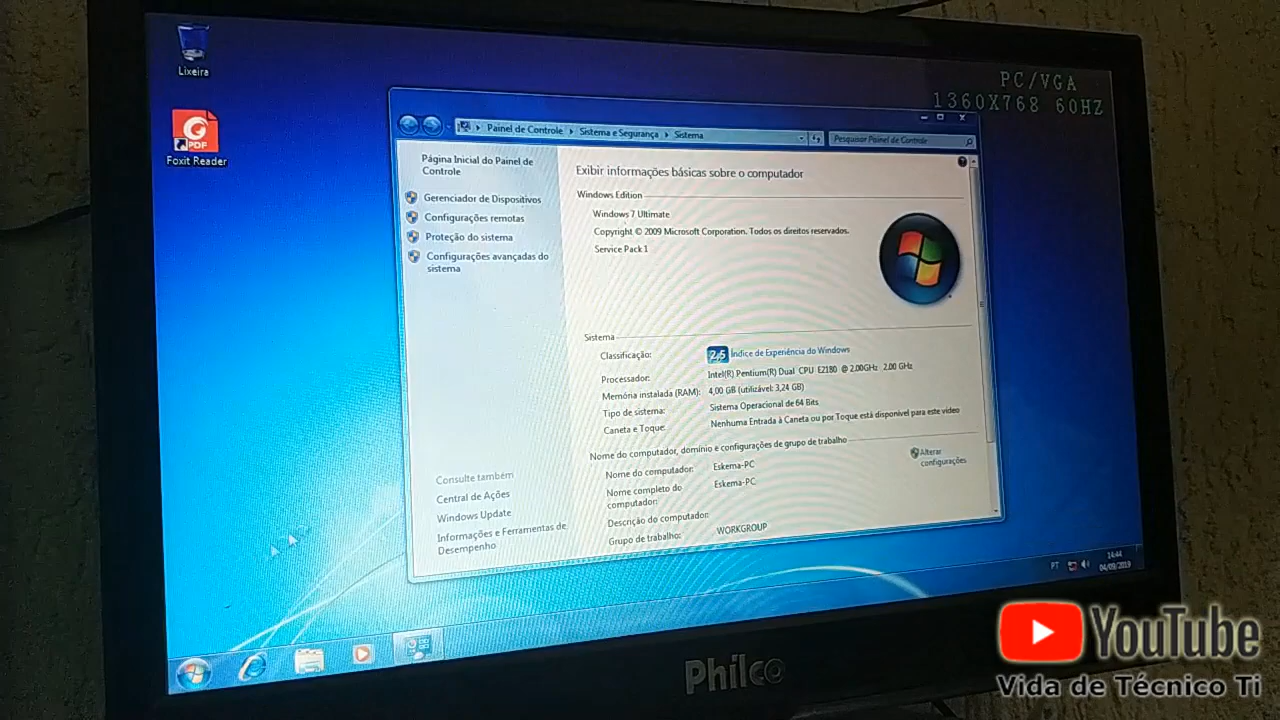 Lixeira
PDF
Foxit Reader
PC/VGA
1360X768 60HZ
Painel de Controle
Sistema e Segurança
Sistema
Pesquisar Painel de Controle
Página Inicial do Painel de
Controle
Gerenciador de Dispositivos
Configurações remotas
Proteção do sistema
Configurações avançadas do
sistema
Consulte também
Central de Ações
Windows Update
Informações e Ferramentas de
Desempenho
Exibir informações básicas sobre o computador
Windows Edition
Windows 7 Ultimate
Copyright © 2009 Microsoft Corporation. Todos os direitos reservados.
Service Pack 1
Sistema
Classificação: 2,5 Índice de Experiência do Windows
Processador: Intel(R) Pentium(R) Dual CPU E2180 @ 2.00GHz 2.00 GHz
Memória instalada (RAM): 4,00 GB (utilizável: 3,24 GB)
Tipo de sistema: Sistema Operacional de 64 Bits
Caneta e Toque: Nenhuma Entrada à Caneta ou por Toque está disponível para este vídeo
Nome do computador, domínio e configurações de grupo de trabalho
Nome do computador: Eskema-PC
Alterar
configurações
Nome completo do
computador: Eskema-PC
Descrição do computador:
Grupo de trabalho: WORKGROUP
PT
14:44
04/09/2019
Philco
YouTube
Vida de Técnico Ti